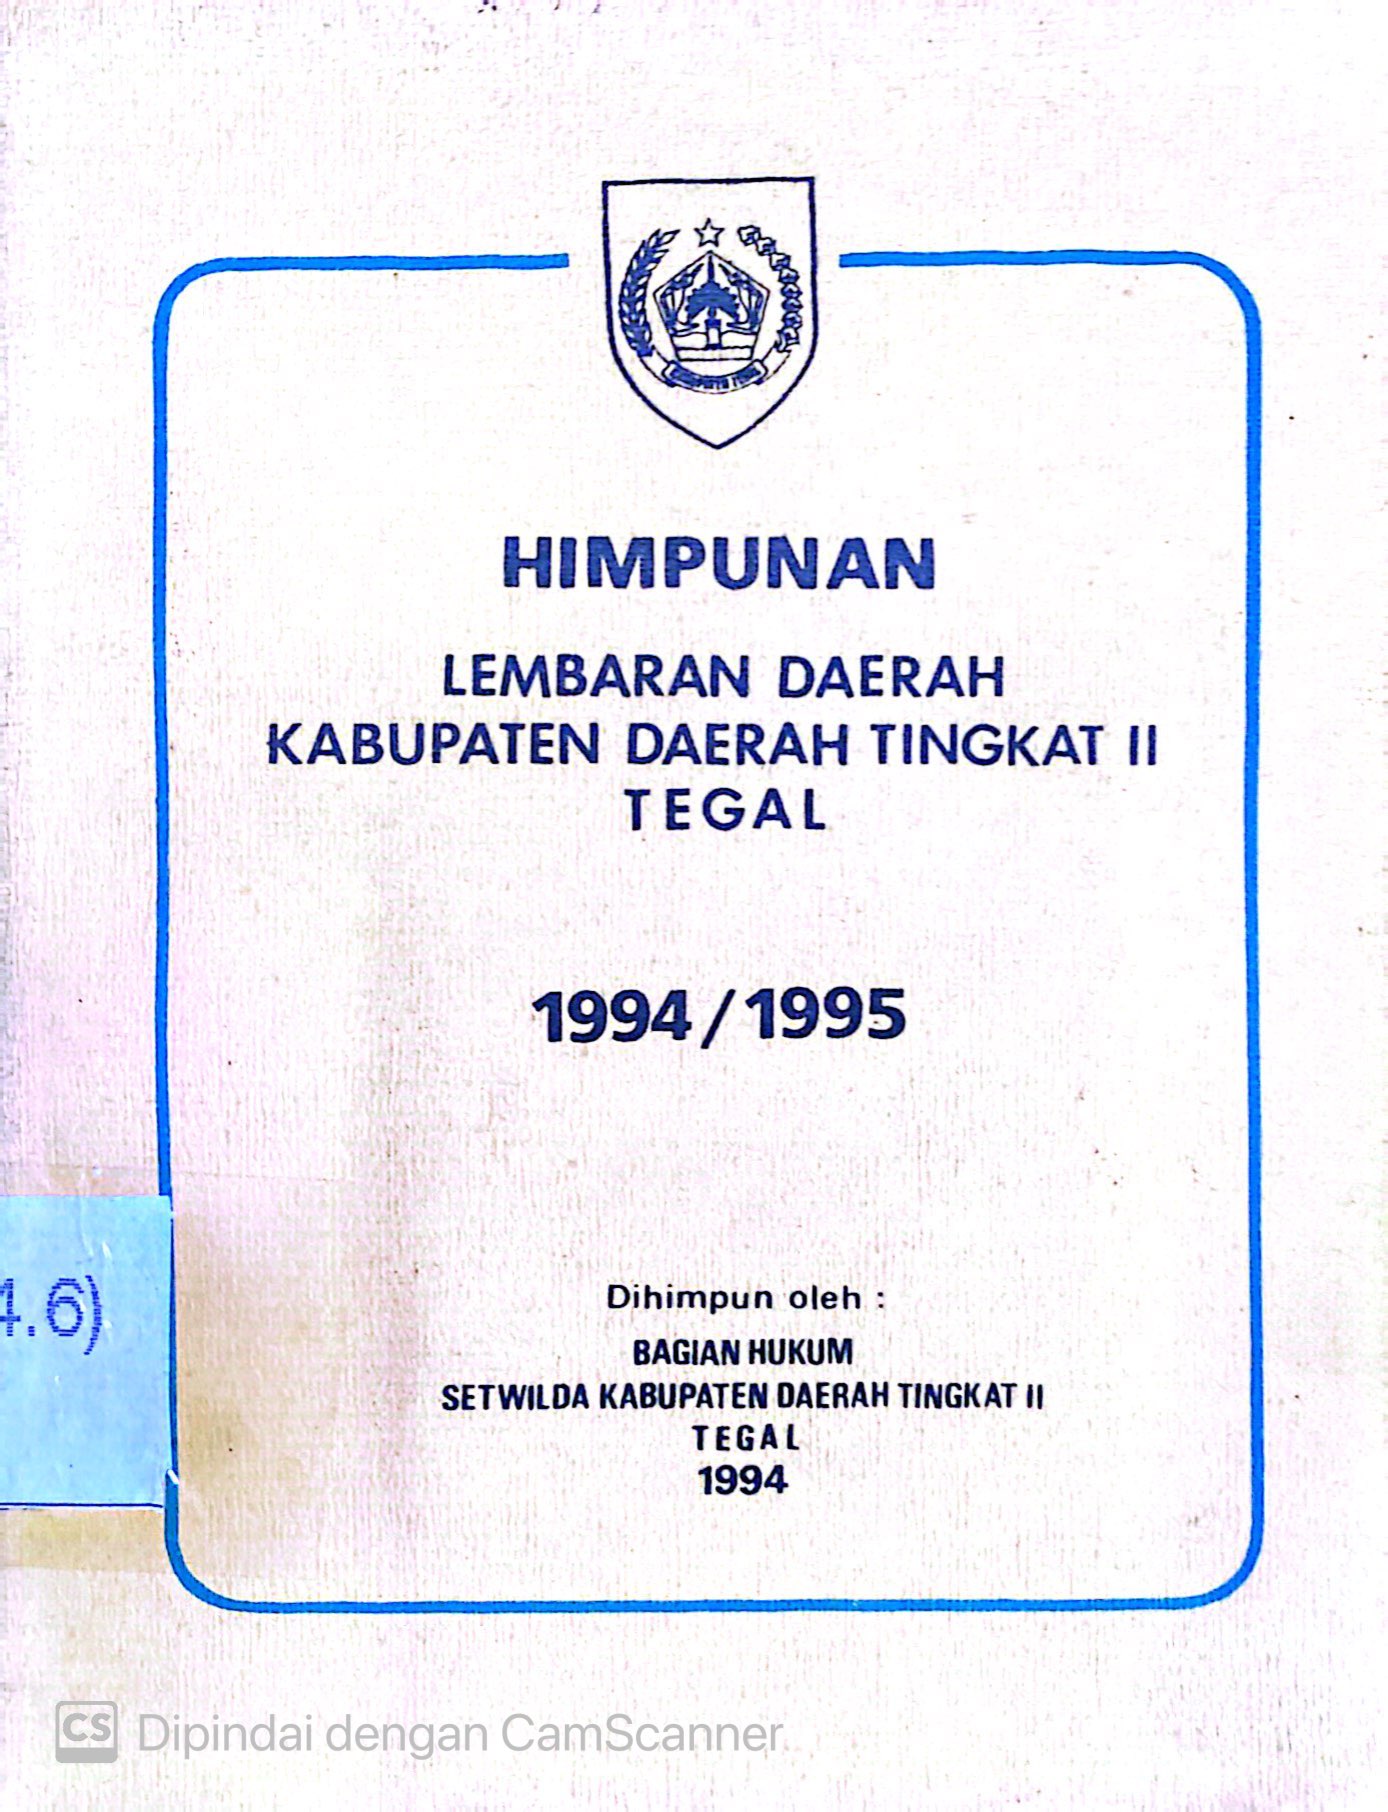 HIMPUNAN
LEMBARAN DAERAH
KABUPATEN DAERAH TINGKAT II
TEGAL
1994/1995
4.6)
Dihimpun oleh :
BAGIAN HUKUM
SETWILDA KABUPATEN DAERAH TINGKAT II
TEGAL
1994
CS Dipindai dengan CamScanner